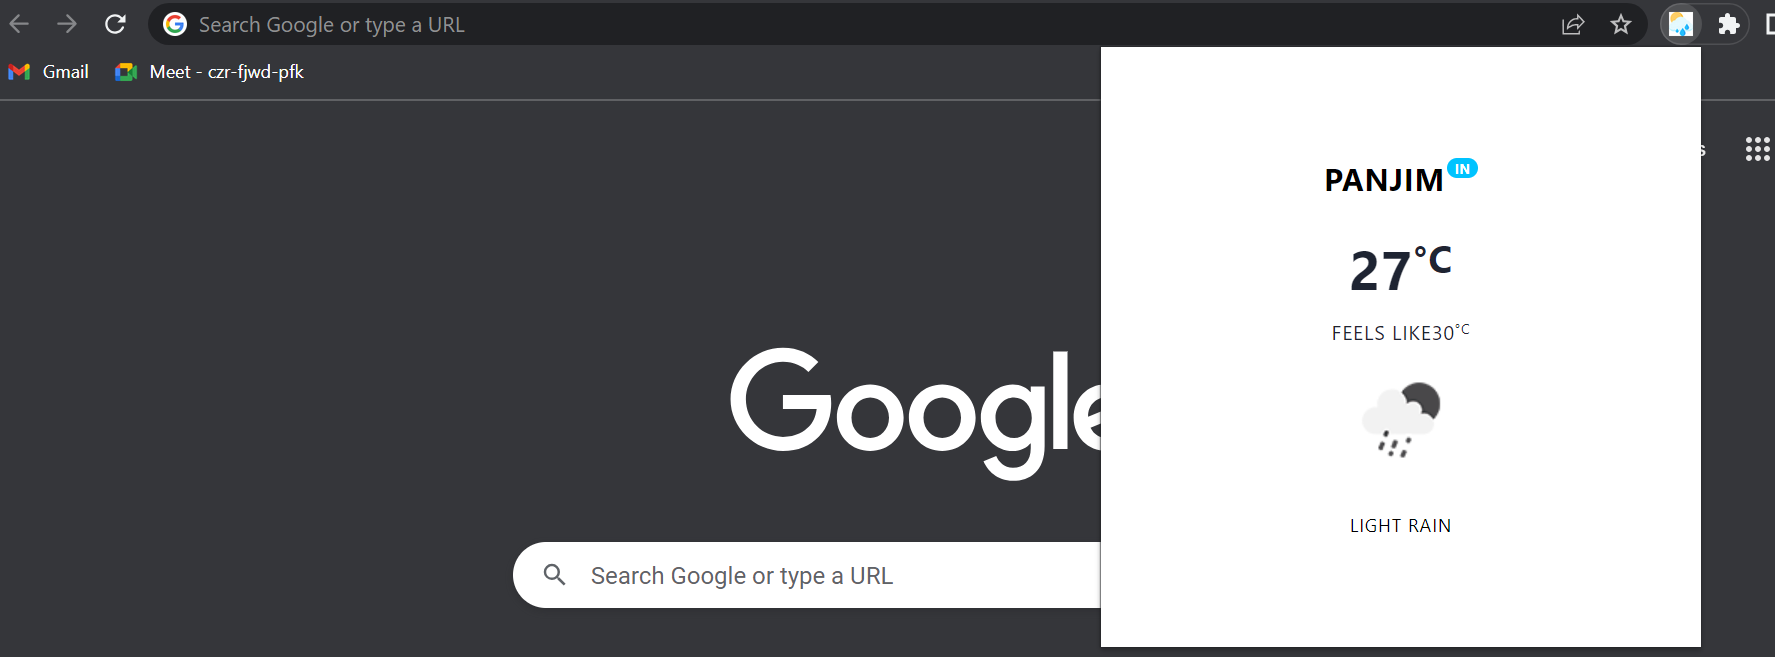 Search Google or type a URL
Gmail
Meet - czr-fjwd-pfk
PANJIM IN
27°C
FEELS LIKE30°C
LIGHT RAIN
Google
Search Google or type a URL